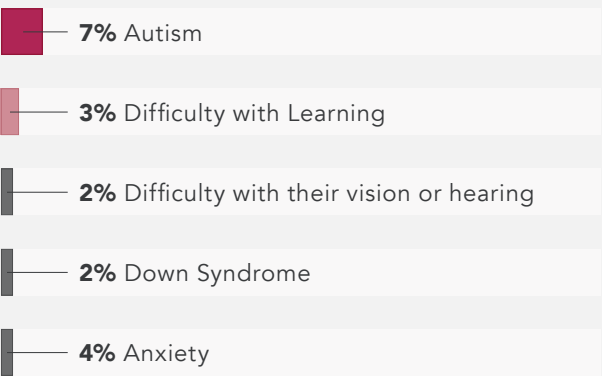 7% Autism
3% Difficulty with Learning
2% Difficulty with their vision or hearing
2% Down Syndrome
4% Anxiety